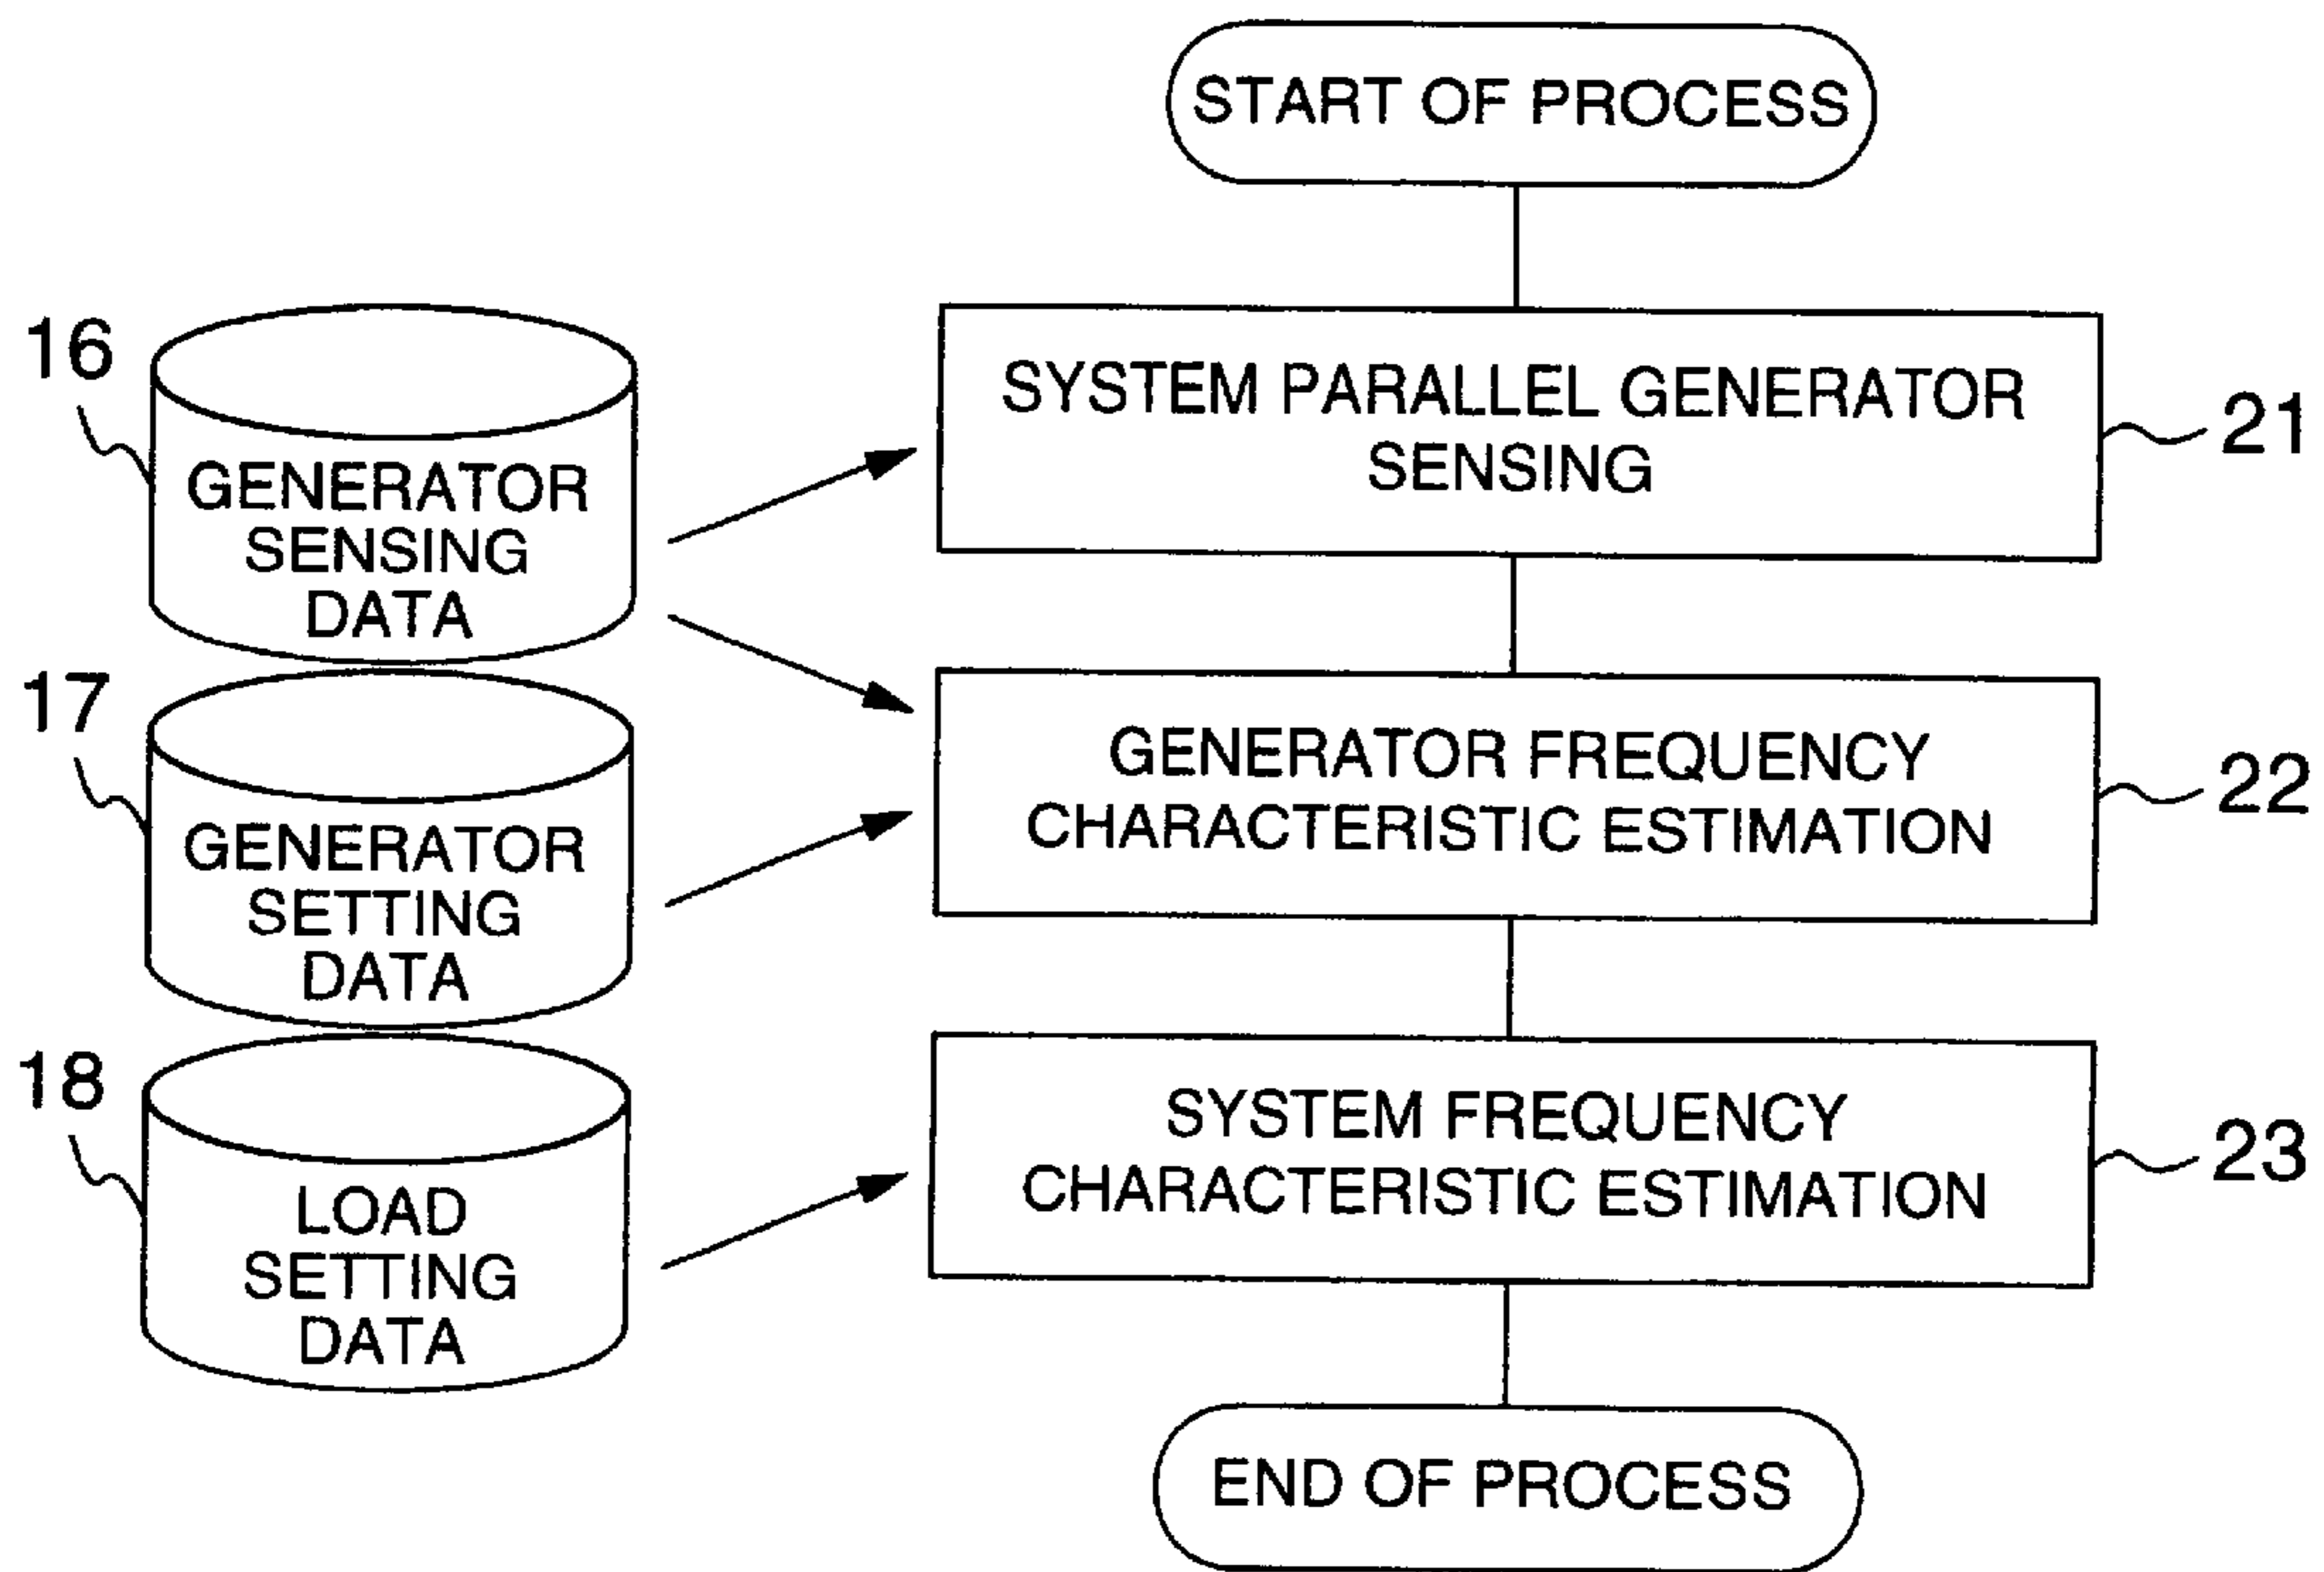 START OF PROCESS
16
GENERATOR
SENSING
DATA
SYSTEM PARALLEL GENERATOR
SENSING
21
17
GENERATOR
SETTING
DATA
GENERATOR FREQUENCY
CHARACTERISTIC ESTIMATION
22
18
LOAD
SETTING
DATA
SYSTEM FREQUENCY
CHARACTERISTIC ESTIMATION
23
END OF PROCESS